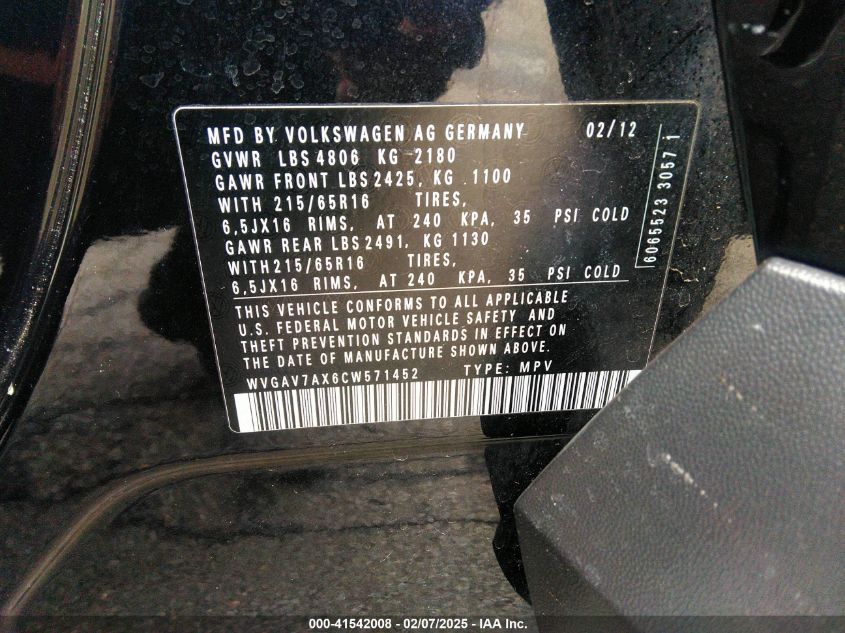 MFD BY VOLKSWAGEN AG GERMANY 02/12
GVWR LBS 4806 KG 2180
GAWR FRONT LBS 2425, KG 1100
WITH 215/65R16 TIRES,
6,5JX16 RIMS, AT 240 KPA, 35 PSI COLD
GAWR REAR LBS 2491, KG 1130
WITH 215/65R16 TIRES,
6,5JX16 RIMS, AT 240 KPA, 35 PSI COLD
THIS VEHICLE CONFORMS TO ALL APPLICABLE
U.S. FEDERAL MOTOR VEHICLE SAFETY AND
THEFT PREVENTION STANDARDS IN EFFECT ON
THE DATE OF MANUFACTURE SHOWN ABOVE.
WVGAV7AX6CW571452 TYPE: MPV
6065523 3057 1
000-41542008 — 02/07/2025 — IAA Inc.